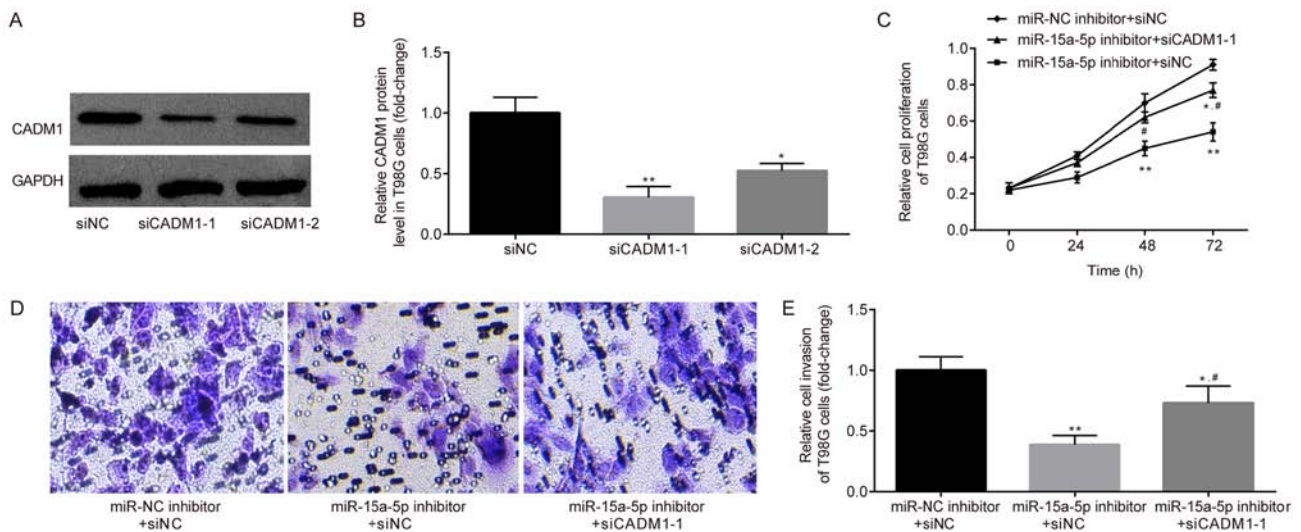 A
CADM1
GAPDH
siNC siCADM1-1 siCADM1-2
B
Relative CADM1 protein
level in T98G cells (fold-change)
1.5
1.0
0.5
0.0
**
*
siNC siCADM1-1 siCADM1-2
C
miR-NC inhibitor+siNC
miR-15a-5p inhibitor+siCADM1-1
miR-15a-5p inhibitor+siNC
Relative cell proliferation
of T98G cells
1.0
0.8
0.6
0.4
0.2
0.0
*,#
#
**
**
0 24 48 72
Time (h)
D
miR-NC inhibitor
+siNC
miR-15a-5p inhibitor
+siNC
miR-15a-5p inhibitor
+siCADM1-1
E
Relative cell invasion
of T98G cells (fold-change)
1.5
1.0
0.5
0.0
**
*,#
miR-NC inhibitor
+siNC
miR-15a-5p inhibitor
+siNC
miR-15a-5p inhibitor
+siCADM1-1